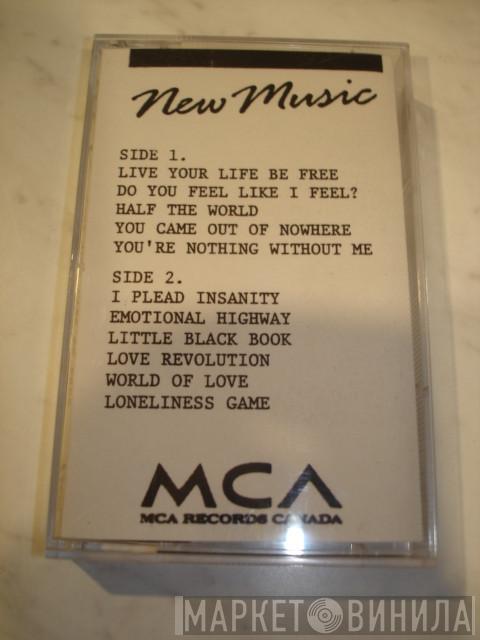 New Music
SIDE 1.
LIVE YOUR LIFE BE FREE
DO YOU FEEL LIKE I FEEL?
HALF THE WORLD
YOU CAME OUT OF NOWHERE
YOU'RE NOTHING WITHOUT ME
SIDE 2.
I PLEAD INSANITY
EMOTIONAL HIGHWAY
LITTLE BLACK BOOK
LOVE REVOLUTION
WORLD OF LOVE
LONELINESS GAME
MCA
MCA RECORDS CANADA
МАРКЕТ ВИНИЛА